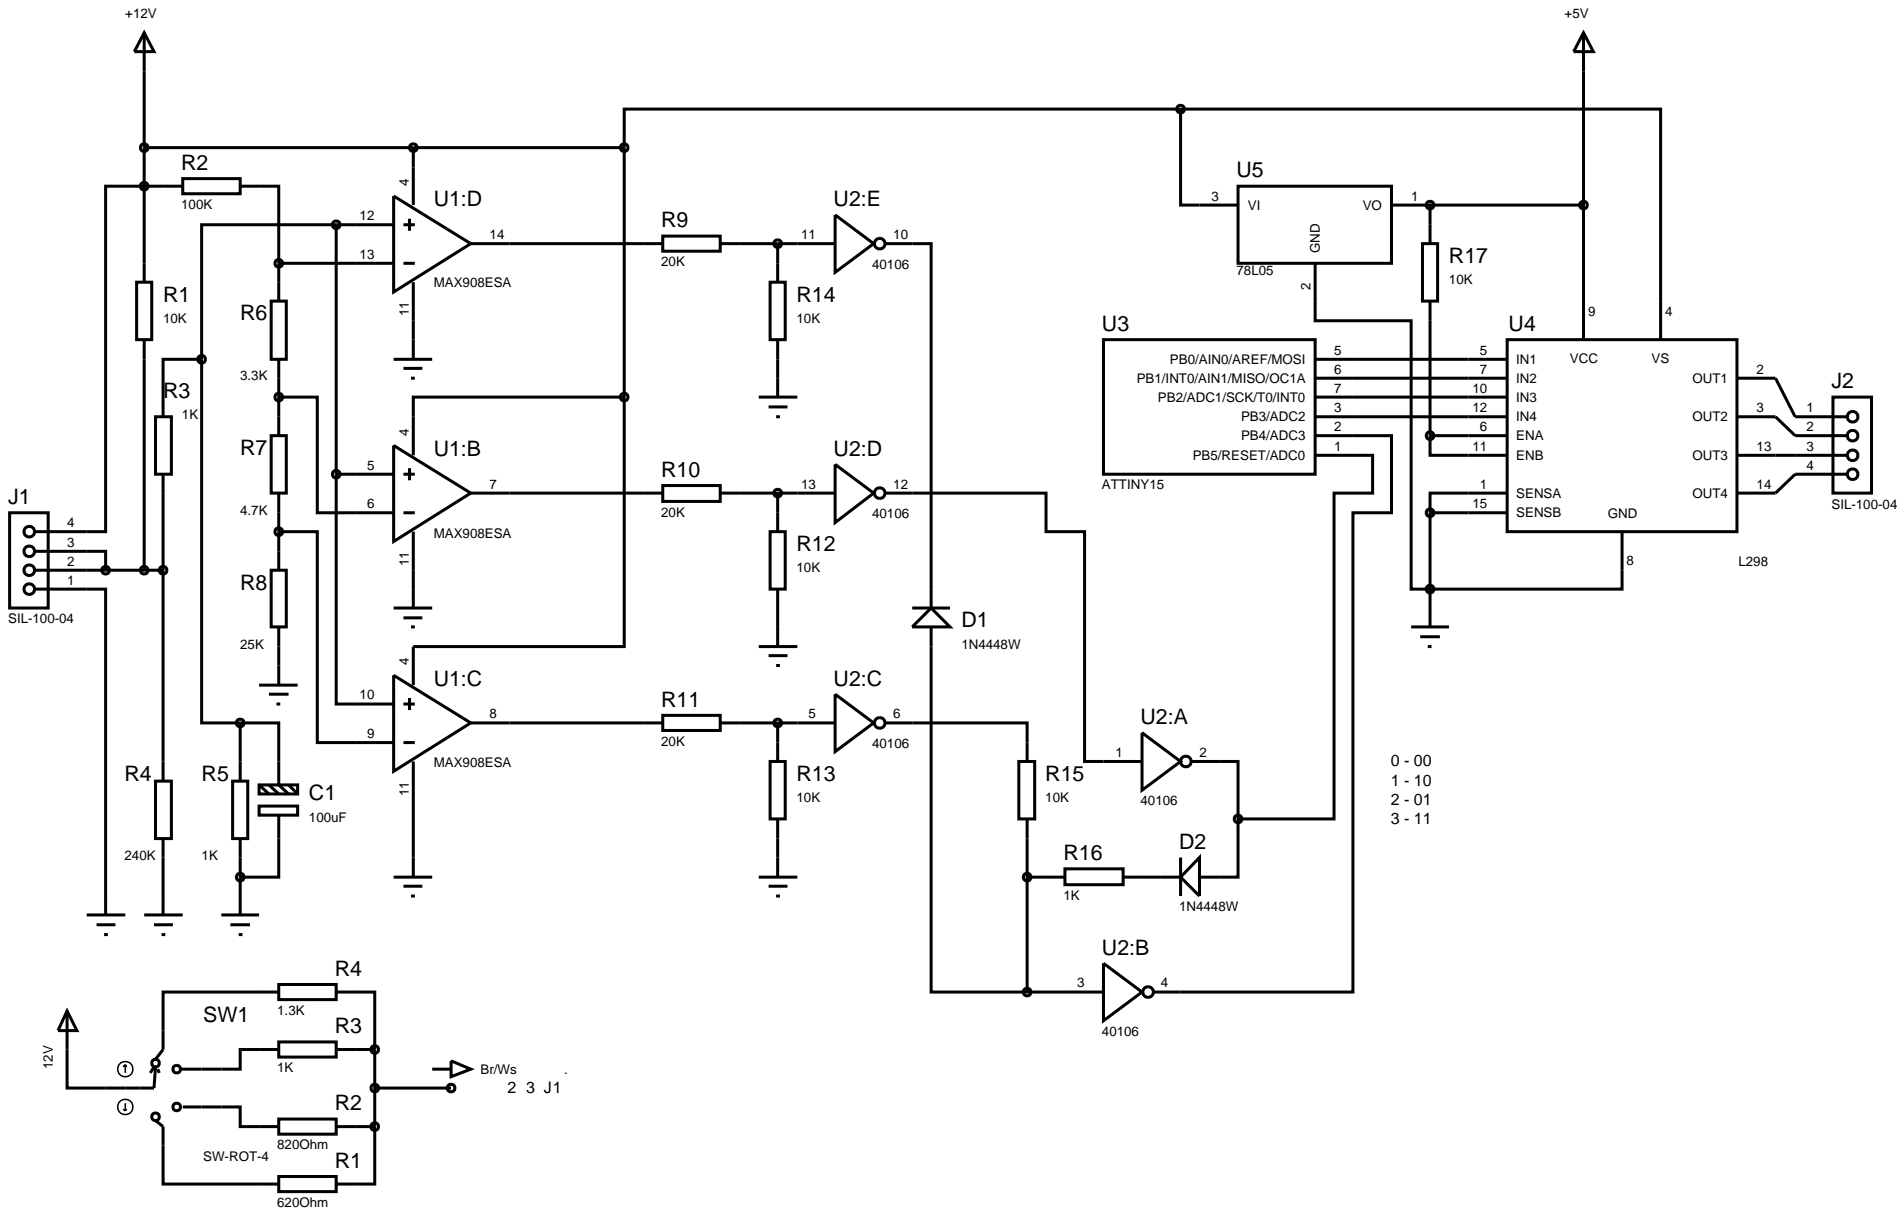 +12V
+5V
R2
100K
R1
10K
R3
1K
R6
3.3K
R7
4.7K
R8
25K
R4
240K
R5
1K
C1
100uF
J1
4
3
2
1
SIL-100-04
U1:D
4
12
13
14
11
MAX908ESA
U1:B
4
5
6
7
11
MAX908ESA
U1:C
4
10
9
8
11
MAX908ESA
R9
20K
R14
10K
U2:E
11
10
40106
R10
20K
R12
10K
U2:D
13
12
40106
R11
20K
R13
10K
U2:C
5
6
40106
D1
1N4448W
R15
10K
R16
1K
D2
1N4448W
U2:A
1
2
40106
U2:B
3
4
40106
U5
3
VI
VO
1
GND
2
78L05
R17
10K
U3
PB0/AIN0/AREF/MOSI
5
PB1/INT0/AIN1/MISO/OC1A
6
PB2/ADC1/SCK/T0/INT0
7
PB3/ADC2
3
PB4/ADC3
2
PB5/RESET/ADC0
1
ATTINY15
U4
9
4
VCC
VS
5
IN1
7
IN2
10
IN3
12
IN4
6
ENA
11
ENB
1
SENSA
15
SENSB
GND
8
OUT1
2
OUT2
3
OUT3
13
OUT4
14
L298
J2
1
2
3
4
SIL-100-04
0 - 00
1 - 10
2 - 01
3 - 11
12V
SW1
SW-ROT-4
R4
1.3K
R3
1K
R2
820Ohm
R1
620Ohm
Br/Ws .
2 3 J1